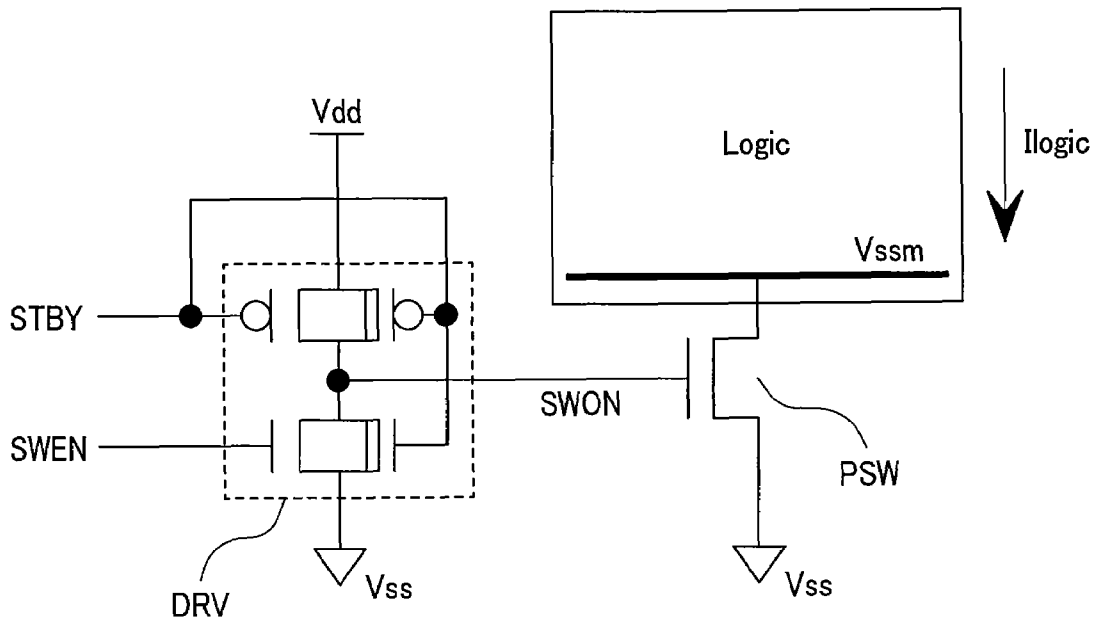 Vdd
Logic
Ilogic
Vssm
STBY
SWON
SWEN
PSW
Vss
Vss
DRV